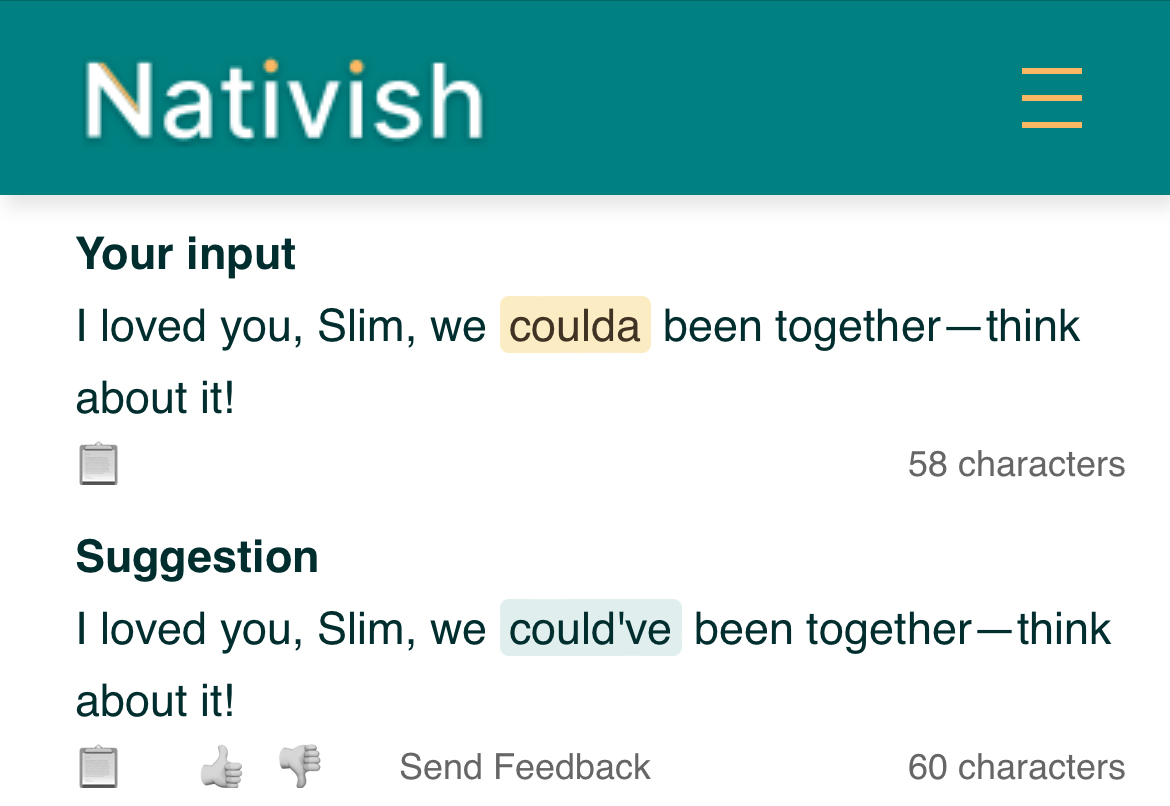 Nativish
Your input
I loved you, Slim, we coulda been together—think
about it!
58 characters
Suggestion
I loved you, Slim, we could've been together—think
about it!
Send Feedback
60 characters